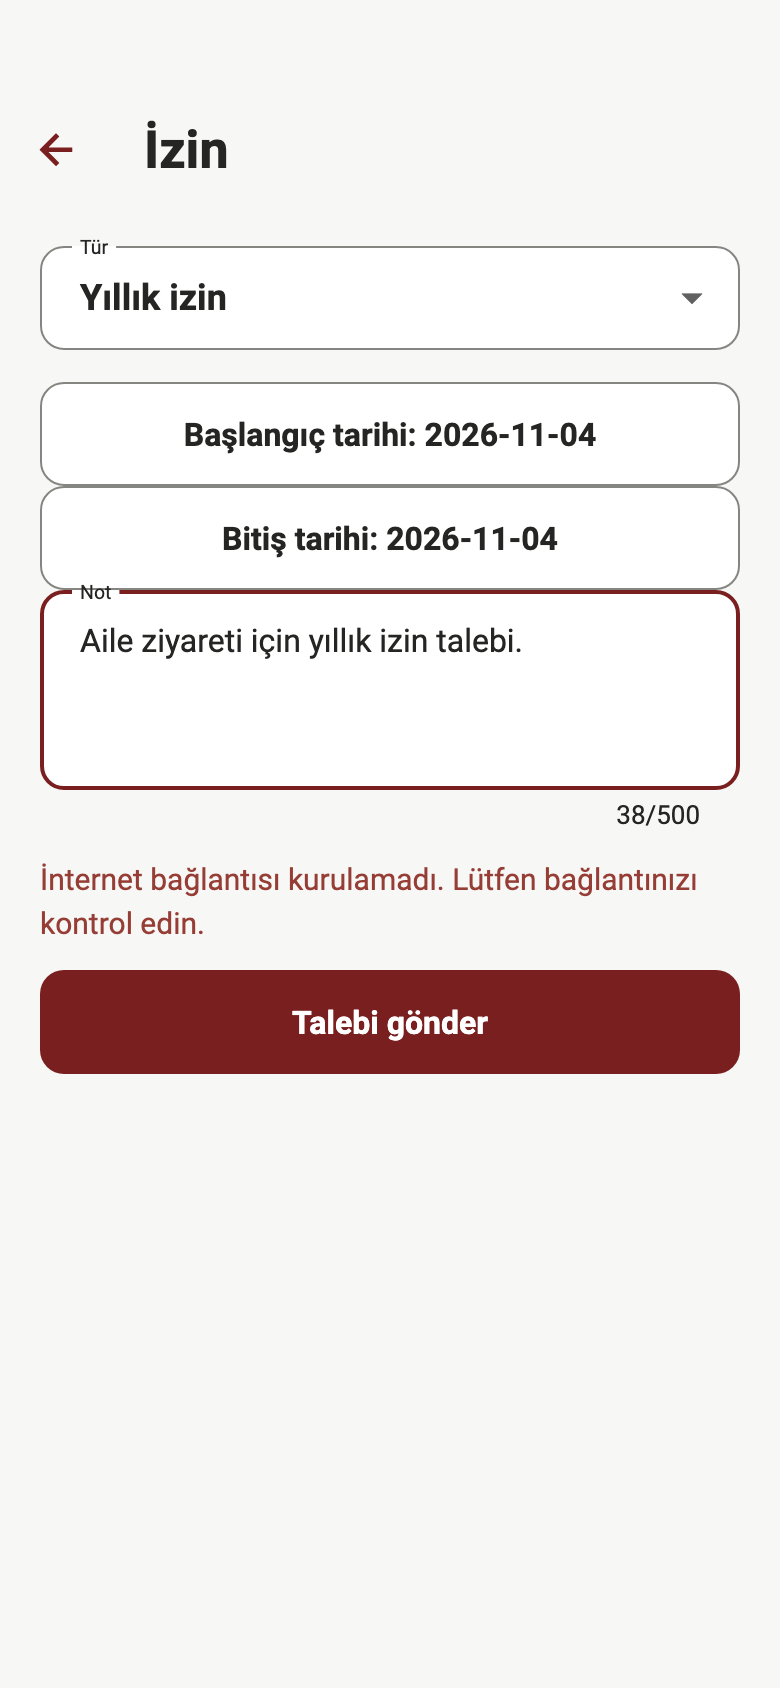 İzin
Tür
Yıllık izin
Başlangıç tarihi: 2026-11-04
Bitiş tarihi: 2026-11-04
Not
Aile ziyareti için yıllık izin talebi.
38/500
İnternet bağlantısı kurulamadı. Lütfen bağlantınızı
kontrol edin.
Talebi gönder